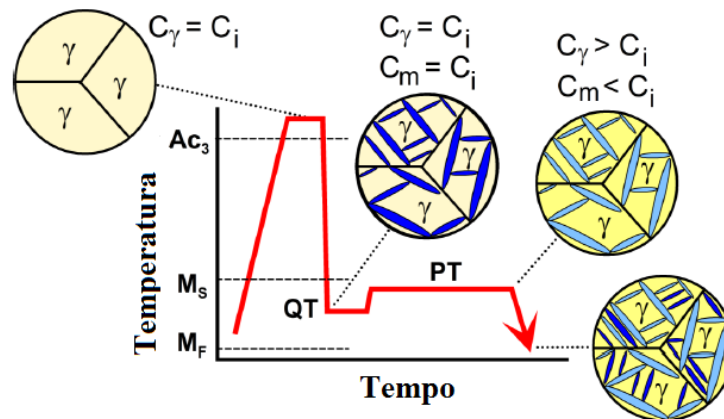 Cγ = Ci
γ
γ
γ
Cγ = Ci
Cm = Ci
γ
γ
γ
Cγ > Ci
Cm < Ci
γ
γ
γ
Temperatura
Ac3
MS
QT
PT
MF
γ
γ
γ
Tempo